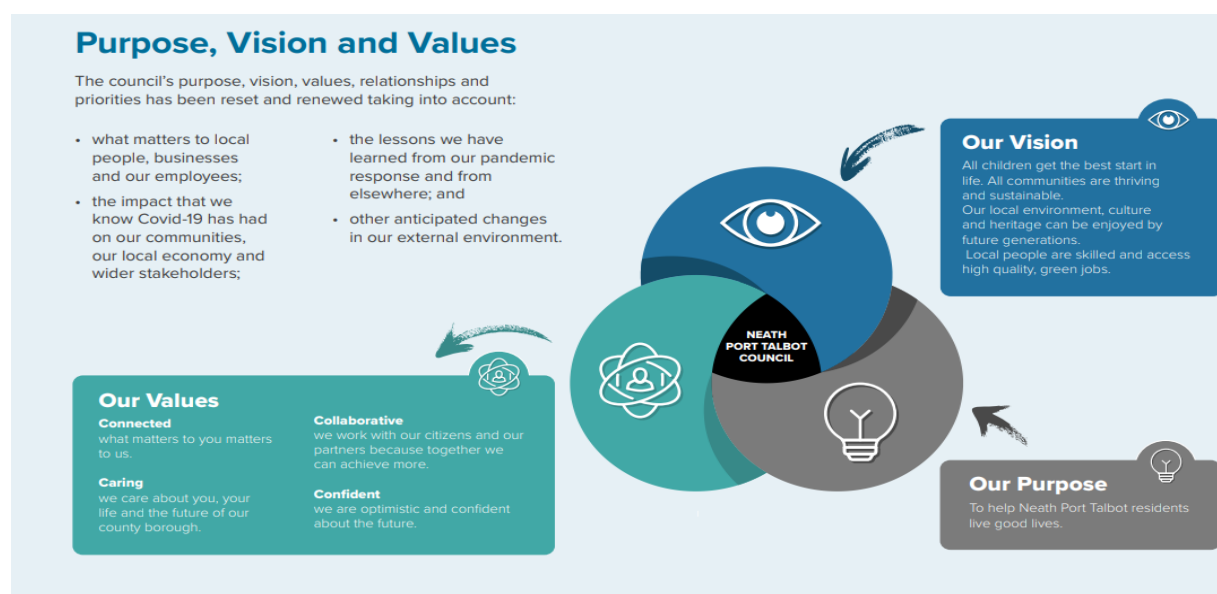 Purpose, Vision and Values
The council's purpose, vision, values, relationships and
priorities has been reset and renewed taking into account:
• what matters to local
people, businesses
and our employees;
• the impact that we
know Covid-19 has had
on our communities,
our local economy and
wider stakeholders;
• the lessons we have
learned from our pandemic
response and from
elsewhere; and
• other anticipated changes
in our external environment.
Our Vision
All children get the best start in
life. All communities are thriving
and sustainable.
Our local environment, culture
and heritage can be enjoyed by
future generations.
Local people are skilled and access
high quality, green jobs.
NEATH
PORT TALBOT
COUNCIL
Our Values
Connected
what matters to you matters
to us.
Caring
we care about you, your
life and the future of our
county borough.
Collaborative
we work with our citizens and our
partners because together we
can achieve more.
Confident
we are optimistic and confident
about the future.
Our Purpose
To help Neath Port Talbot residents
live good lives.